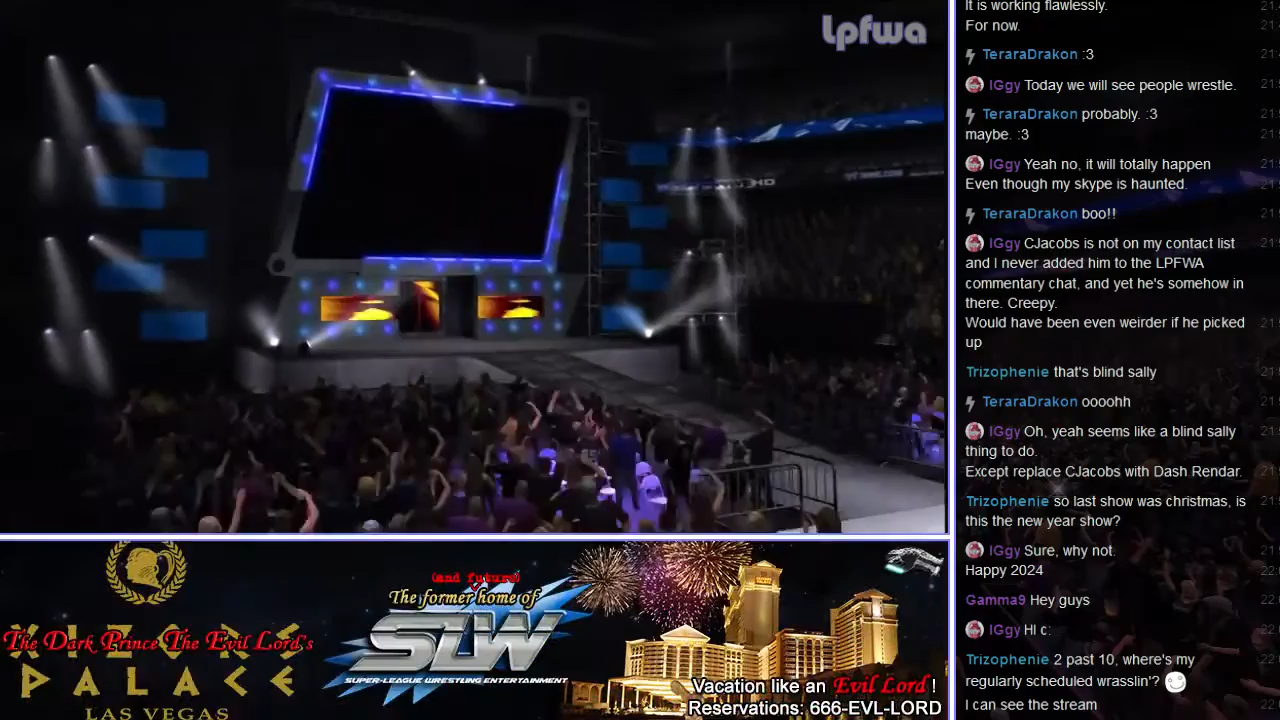 lpfwa
It is working flawlessly.
For now.
TeraraDrakon :3
IGgy Today we will see people wrestle.
TeraraDrakon probably. :3
maybe. :3
IGgy Yeah no, it will totally happen
Even though my skype is haunted.
TeraraDrakon boo!!
IGgy CJacobs is not on my contact list
and I never added him to the LPFWA
commentary chat, and yet he's somehow in
there. Creepy.
Would have been even weirder if he picked
up
Trizophenie that's blind sally
TeraraDrakon oooohh
IGgy Oh, yeah seems like a blind sally
thing to do.
Except replace CJacobs with Dash Rendar.
Trizophenie so last show was christmas, is
this the new year show?
IGgy Sure, why not.
Happy 2024
Gamma9 Hey guys
IGgy HI c:
Trizophenie 2 past 10, where's my
regularly scheduled wrasslin'?
I can see the stream
The Dark Prince The Evil Lord's
PALACE
LAS VEGAS
(and future)
The former home of
SLW
SUPER-LEAGUE WRESTLING ENTERTAINMENT
Vacation like an Evil Lord !
Reservations: 666-EVL-LORD